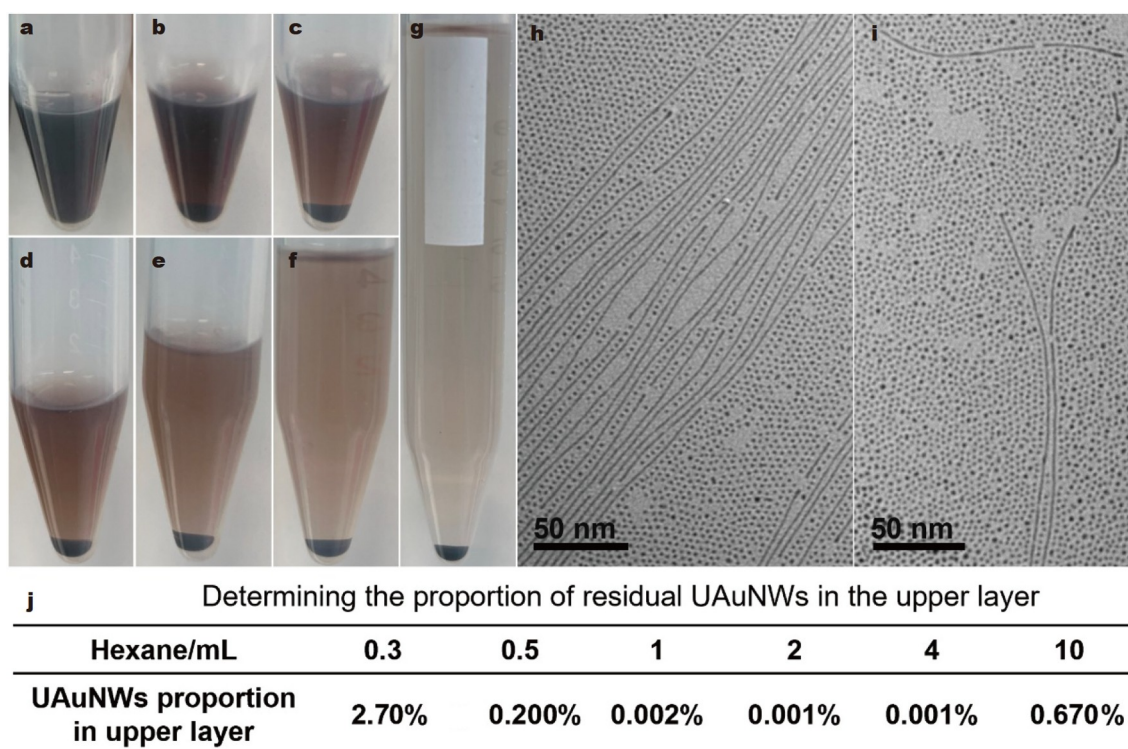 a
b
c
g
h
i
d
e
f
50 nm
50 nm
j
Determining the proportion of residual UAuNWs in the upper layer
Hexane/mL 0.3 0.5 1 2 4 10
UAuNWs proportion
in upper layer
2.70% 0.200% 0.002% 0.001% 0.001% 0.670%